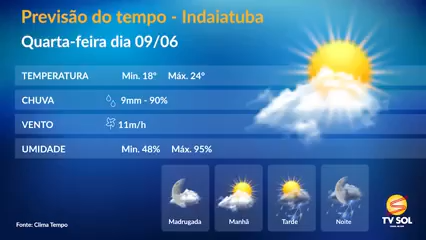 Previsão do tempo - Indaiatuba
Quarta-feira dia 09/06
TEMPERATURA Min. 18° Máx. 24°
CHUVA 9mm - 90%
VENTO 11m/h
UMIDADE Min. 48% Máx. 95%
Madrugada Manhã Tarde Noite
Fonte: Clima Tempo
TV SOL